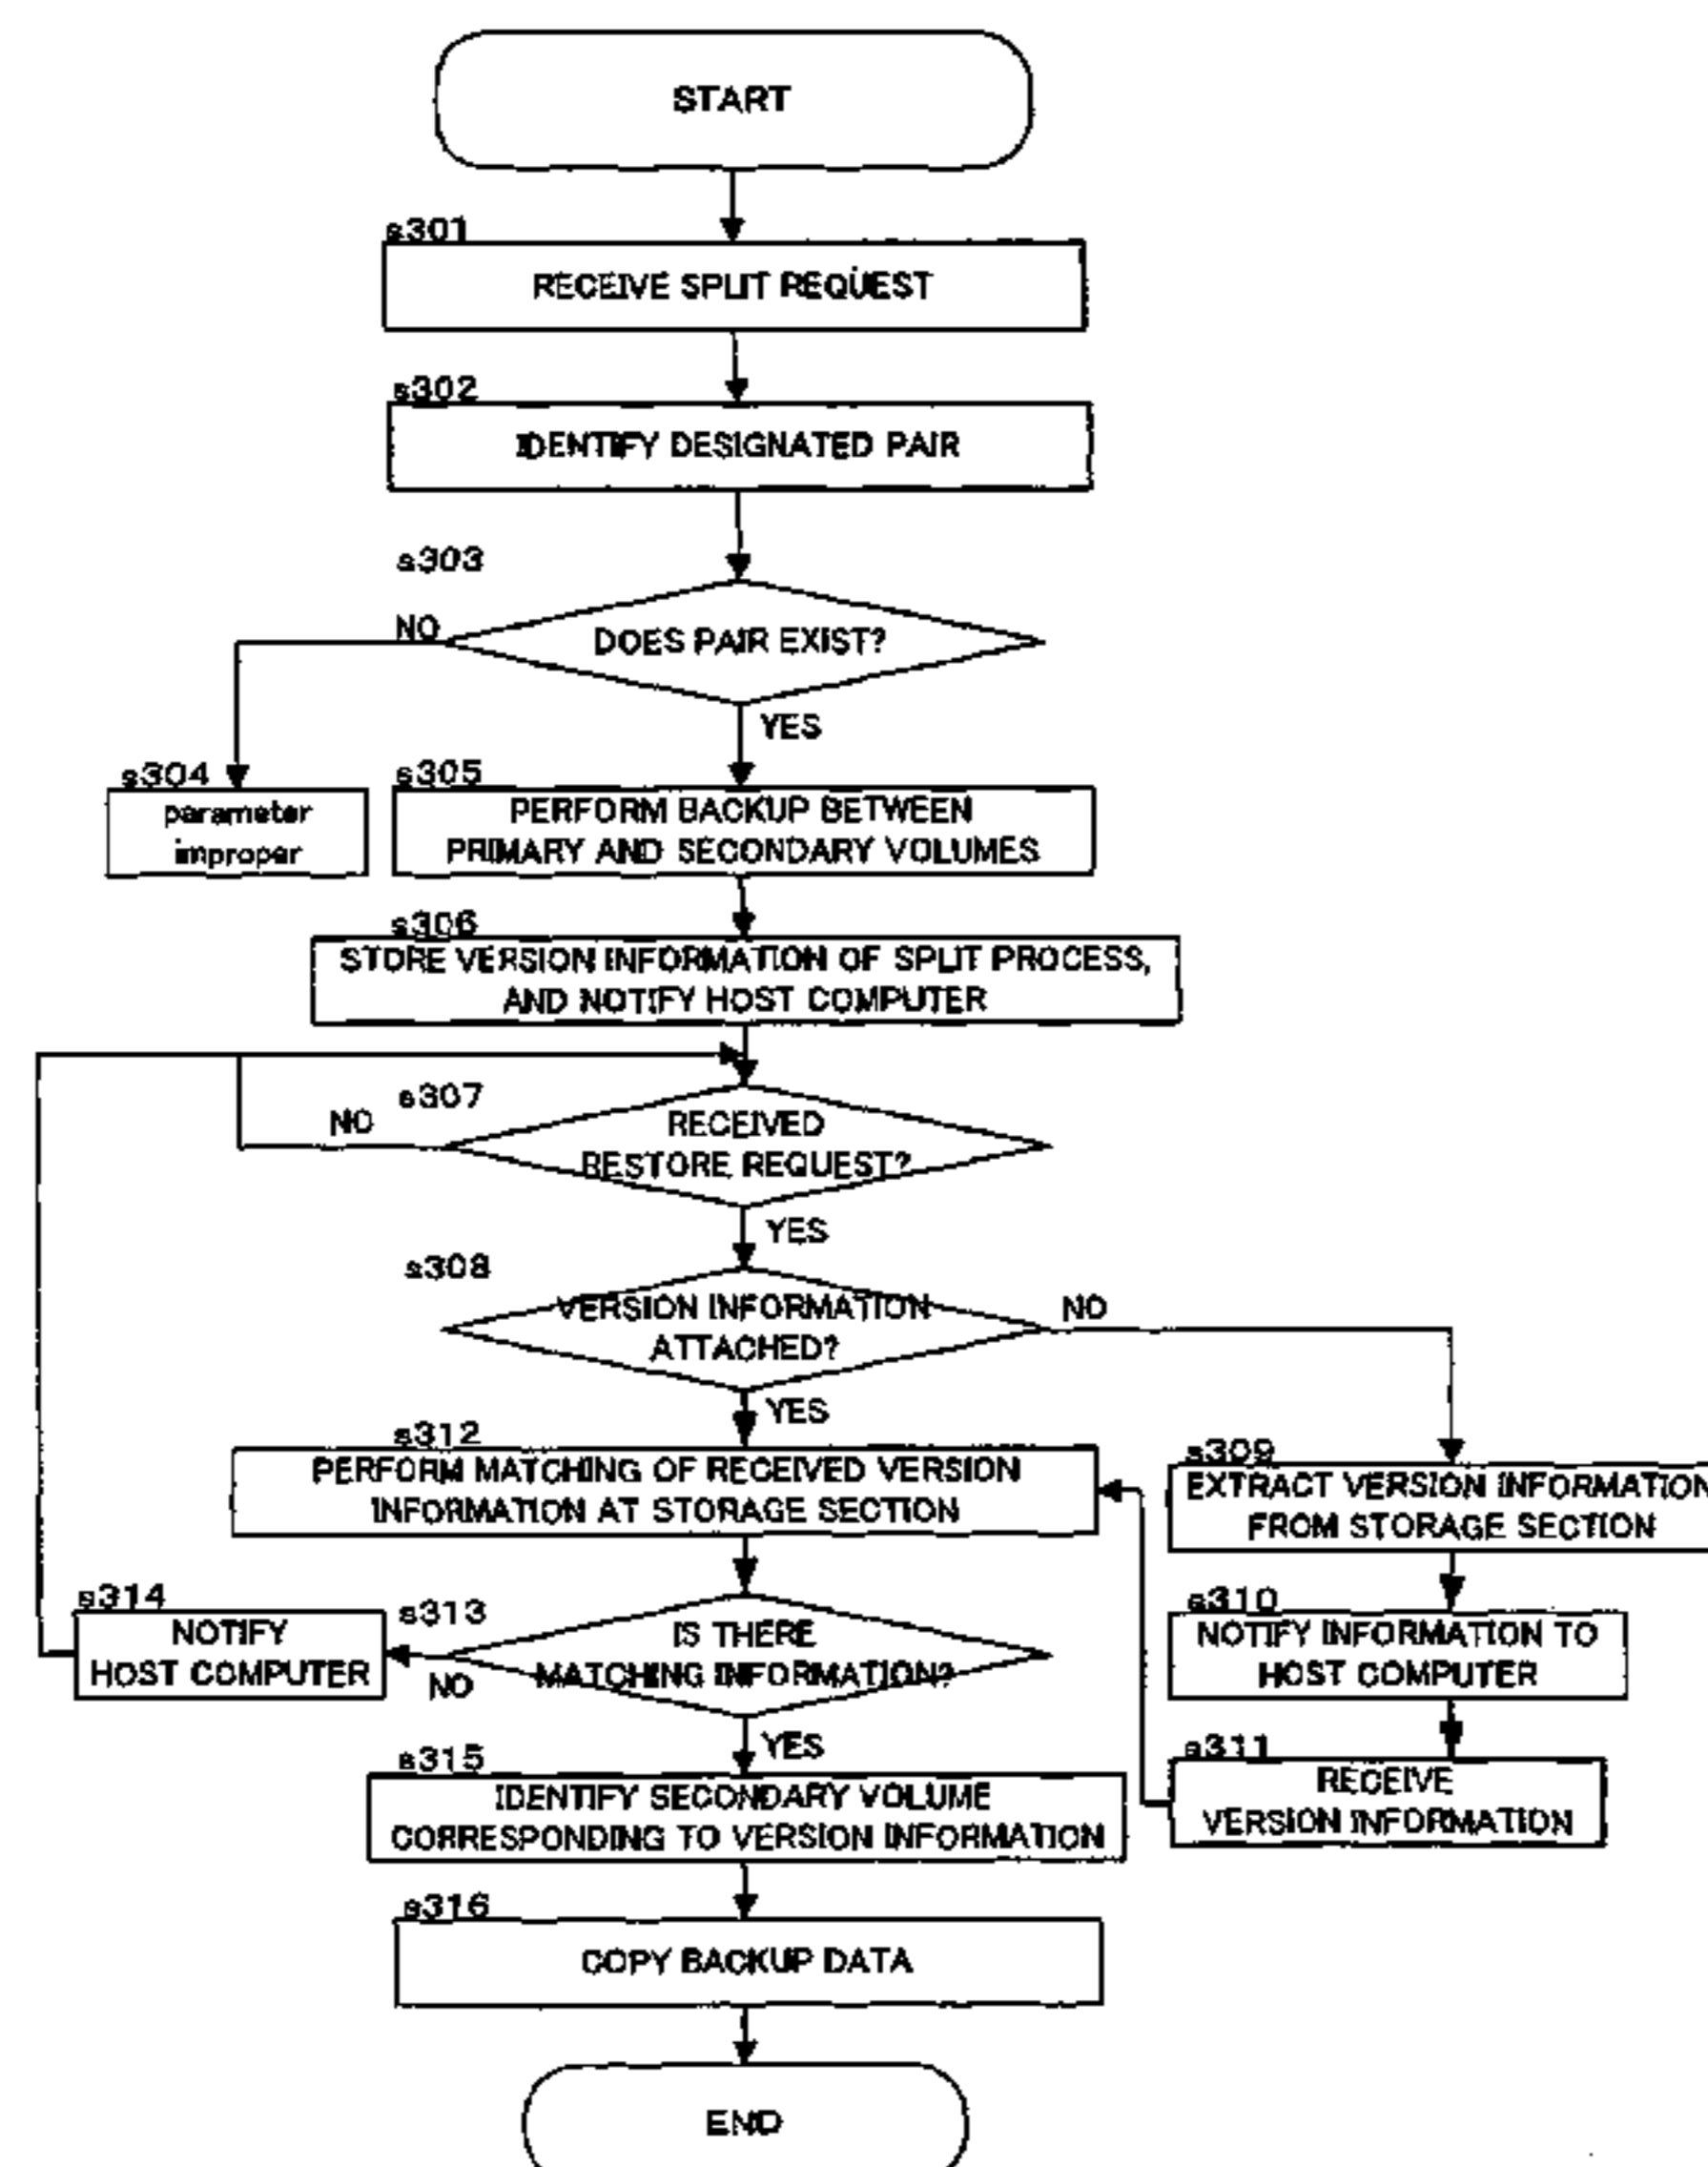 START
s301
RECEIVE SPLIT REQUEST
s302
IDENTIFY DESIGNATED PAIR
s303
NO
DOES PAIR EXIST?
YES
s304
parameter
improper
s305
PERFORM BACKUP BETWEEN
PRIMARY AND SECONDARY VOLUMES
s306
STORE VERSION INFORMATION OF SPLIT PROCESS,
AND NOTIFY HOST COMPUTER
s307
NO
RECEIVED
RESTORE REQUEST?
YES
s308
VERSION INFORMATION
ATTACHED?
NO
YES
s312
PERFORM MATCHING OF RECEIVED VERSION
INFORMATION AT STORAGE SECTION
s309
EXTRACT VERSION INFORMATION
FROM STORAGE SECTION
s314
NOTIFY
HOST COMPUTER
s313
NO
IS THERE
MATCHING INFORMATION?
YES
s310
NOTIFY INFORMATION TO
HOST COMPUTER
s311
RECEIVE
VERSION INFORMATION
s315
IDENTIFY SECONDARY VOLUME
CORRESPONDING TO VERSION INFORMATION
s316
COPY BACKUP DATA
END